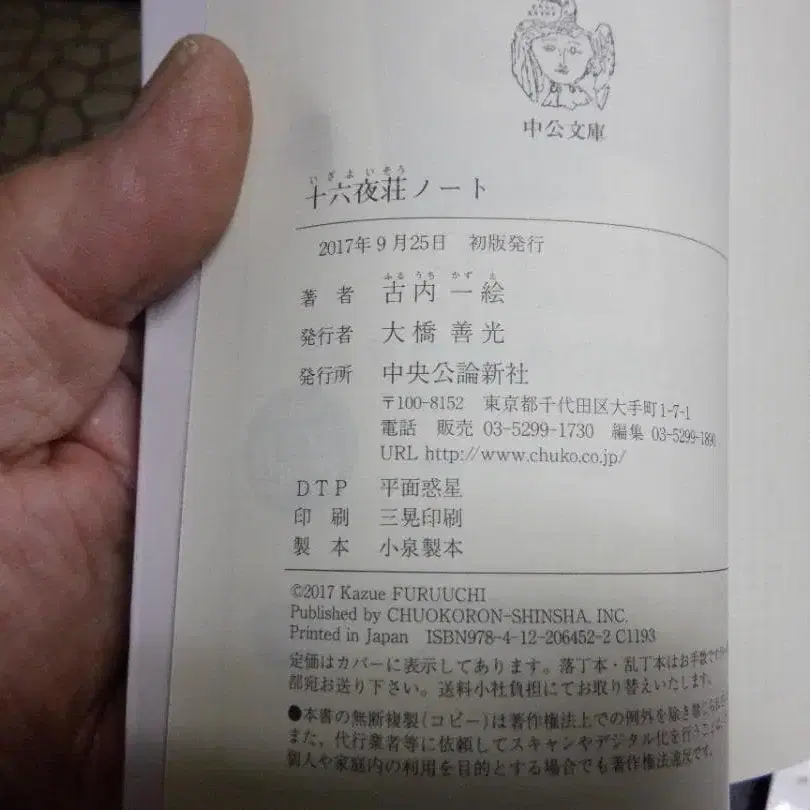 中公文庫
いざよいそう
十六夜荘ノート
2017年9月25日 初版発行
ふるうち かずえ
著者 古内一絵
発行者 大橋善光
発行所 中央公論新社
〒100-8152 東京都千代田区大手町1-7-1
電話 販売 03-5299-1730 編集 03-5299-1890
URL http://www.chuko.co.jp/
DTP 平面惑星
印刷 三晃印刷
製本 小泉製本
©2017 Kazue FURUUCHI
Published by CHUOKORON-SHINSHA, INC.
Printed in Japan ISBN978-4-12-206452-2 C1193
定価はカバーに表示してあります。落丁本・乱丁本はお手数ですが
部宛お送り下さい。送料小社負担にてお取り替えいたします。
●本書の無断複製(コピー)は著作権法上での例外を除き禁じられ
また、代行業者等に依頼してスキャンやデジタル化を行うことは、
個人や家庭内の利用を目的とする場合でも著作権法違反です。